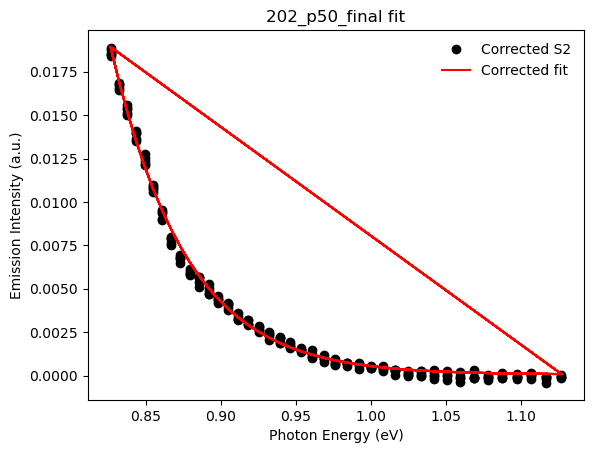 202_p50_final fit
Corrected S2
Corrected fit
Emission Intensity (a.u.)
0.0175
0.0150
0.0125
0.0100
0.0075
0.0050
0.0025
0.0000
0.85 0.90 0.95 1.00 1.05 1.10
Photon Energy (eV)